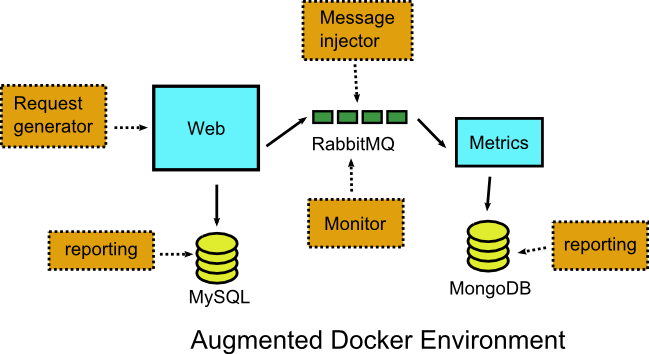 Message
injector
Request
generator
Web
RabbitMQ
Metrics
Monitor
reporting
reporting
MySQL
MongoDB
Augmented Docker Environment